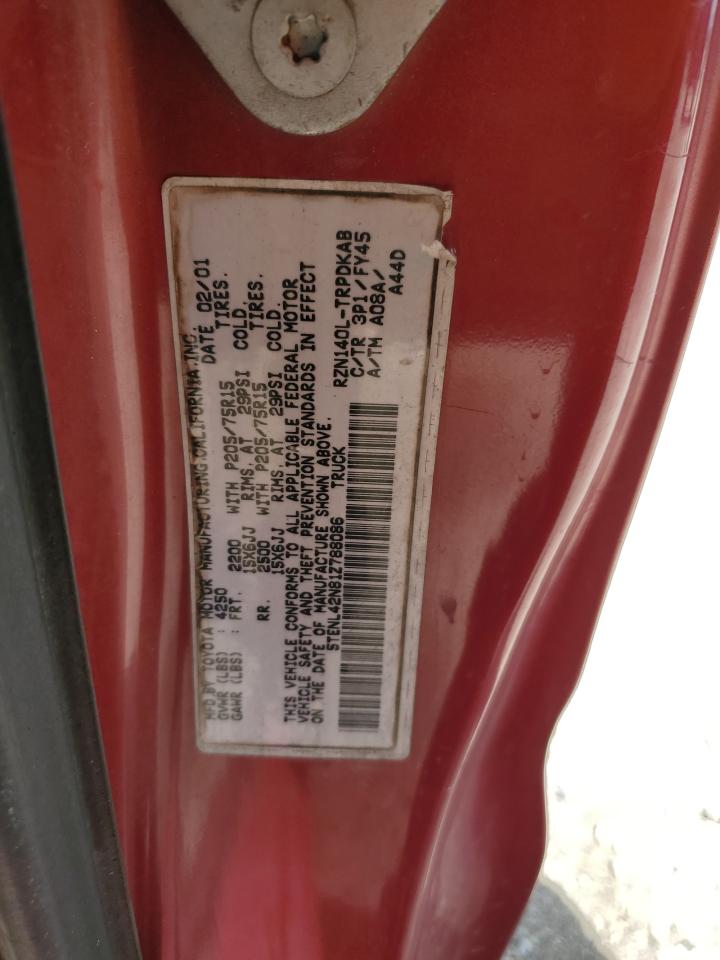 MFD.BY TOYOTA MOTOR MANUFACTURING,CALIFORNIA,INC.
GVWR (LBS) : 4250 DATE 02/01
GAWR (LBS) : FRT. 2200 WITH P205/75R15 TIRES.
15X6JJ RIMS. AT 29PSI COLD.
RR. 2500 WITH P205/75R15 TIRES.
15X6JJ RIMS. AT 29PSI COLD.
THIS VEHICLE CONFORMS TO ALL APPLICABLE FEDERAL MOTOR
VEHICLE SAFETY AND THEFT PREVENTION STANDARDS IN EFFECT
ON THE DATE OF MANUFACTURE SHOWN ABOVE.
5TENL42N81Z788086 TRUCK
RZN140L-TRPDKAB
C/TR 3P1/FY45
A/TM A08A/
A44D